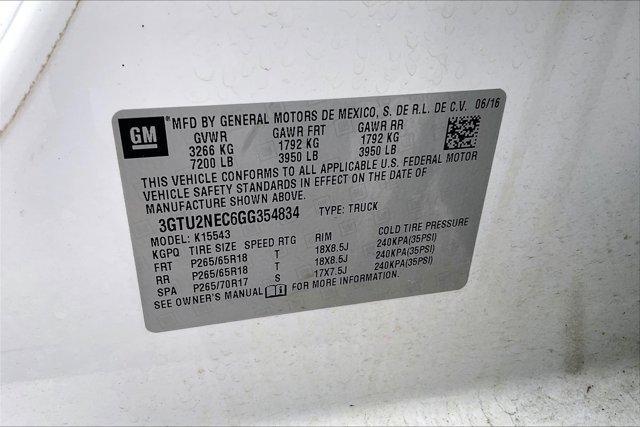 GM
*MFD BY GENERAL MOTORS DE MEXICO, S. DE R.L. DE C.V. 06/16
GVWR GAWR FRT GAWR RR
3266 KG 1792 KG 1792 KG
7200 LB 3950 LB 3950 LB
THIS VEHICLE CONFORMS TO ALL APPLICABLE U.S. FEDERAL MOTOR
VEHICLE SAFETY STANDARDS IN EFFECT ON THE DATE OF
MANUFACTURE SHOWN ABOVE.
3GTU2NEC6GG354834 TYPE: TRUCK
MODEL: K15543
KGPQ TIRE SIZE SPEED RTG RIM COLD TIRE PRESSURE
FRT P265/65R18 T 18X8.5J 240KPA(35PSI)
RR P265/65R18 T 18X8.5J 240KPA(35PSI)
SPA P265/70R17 S 17X7.5J 240KPA(35PSI)
SEE OWNER'S MANUAL FOR MORE INFORMATION.